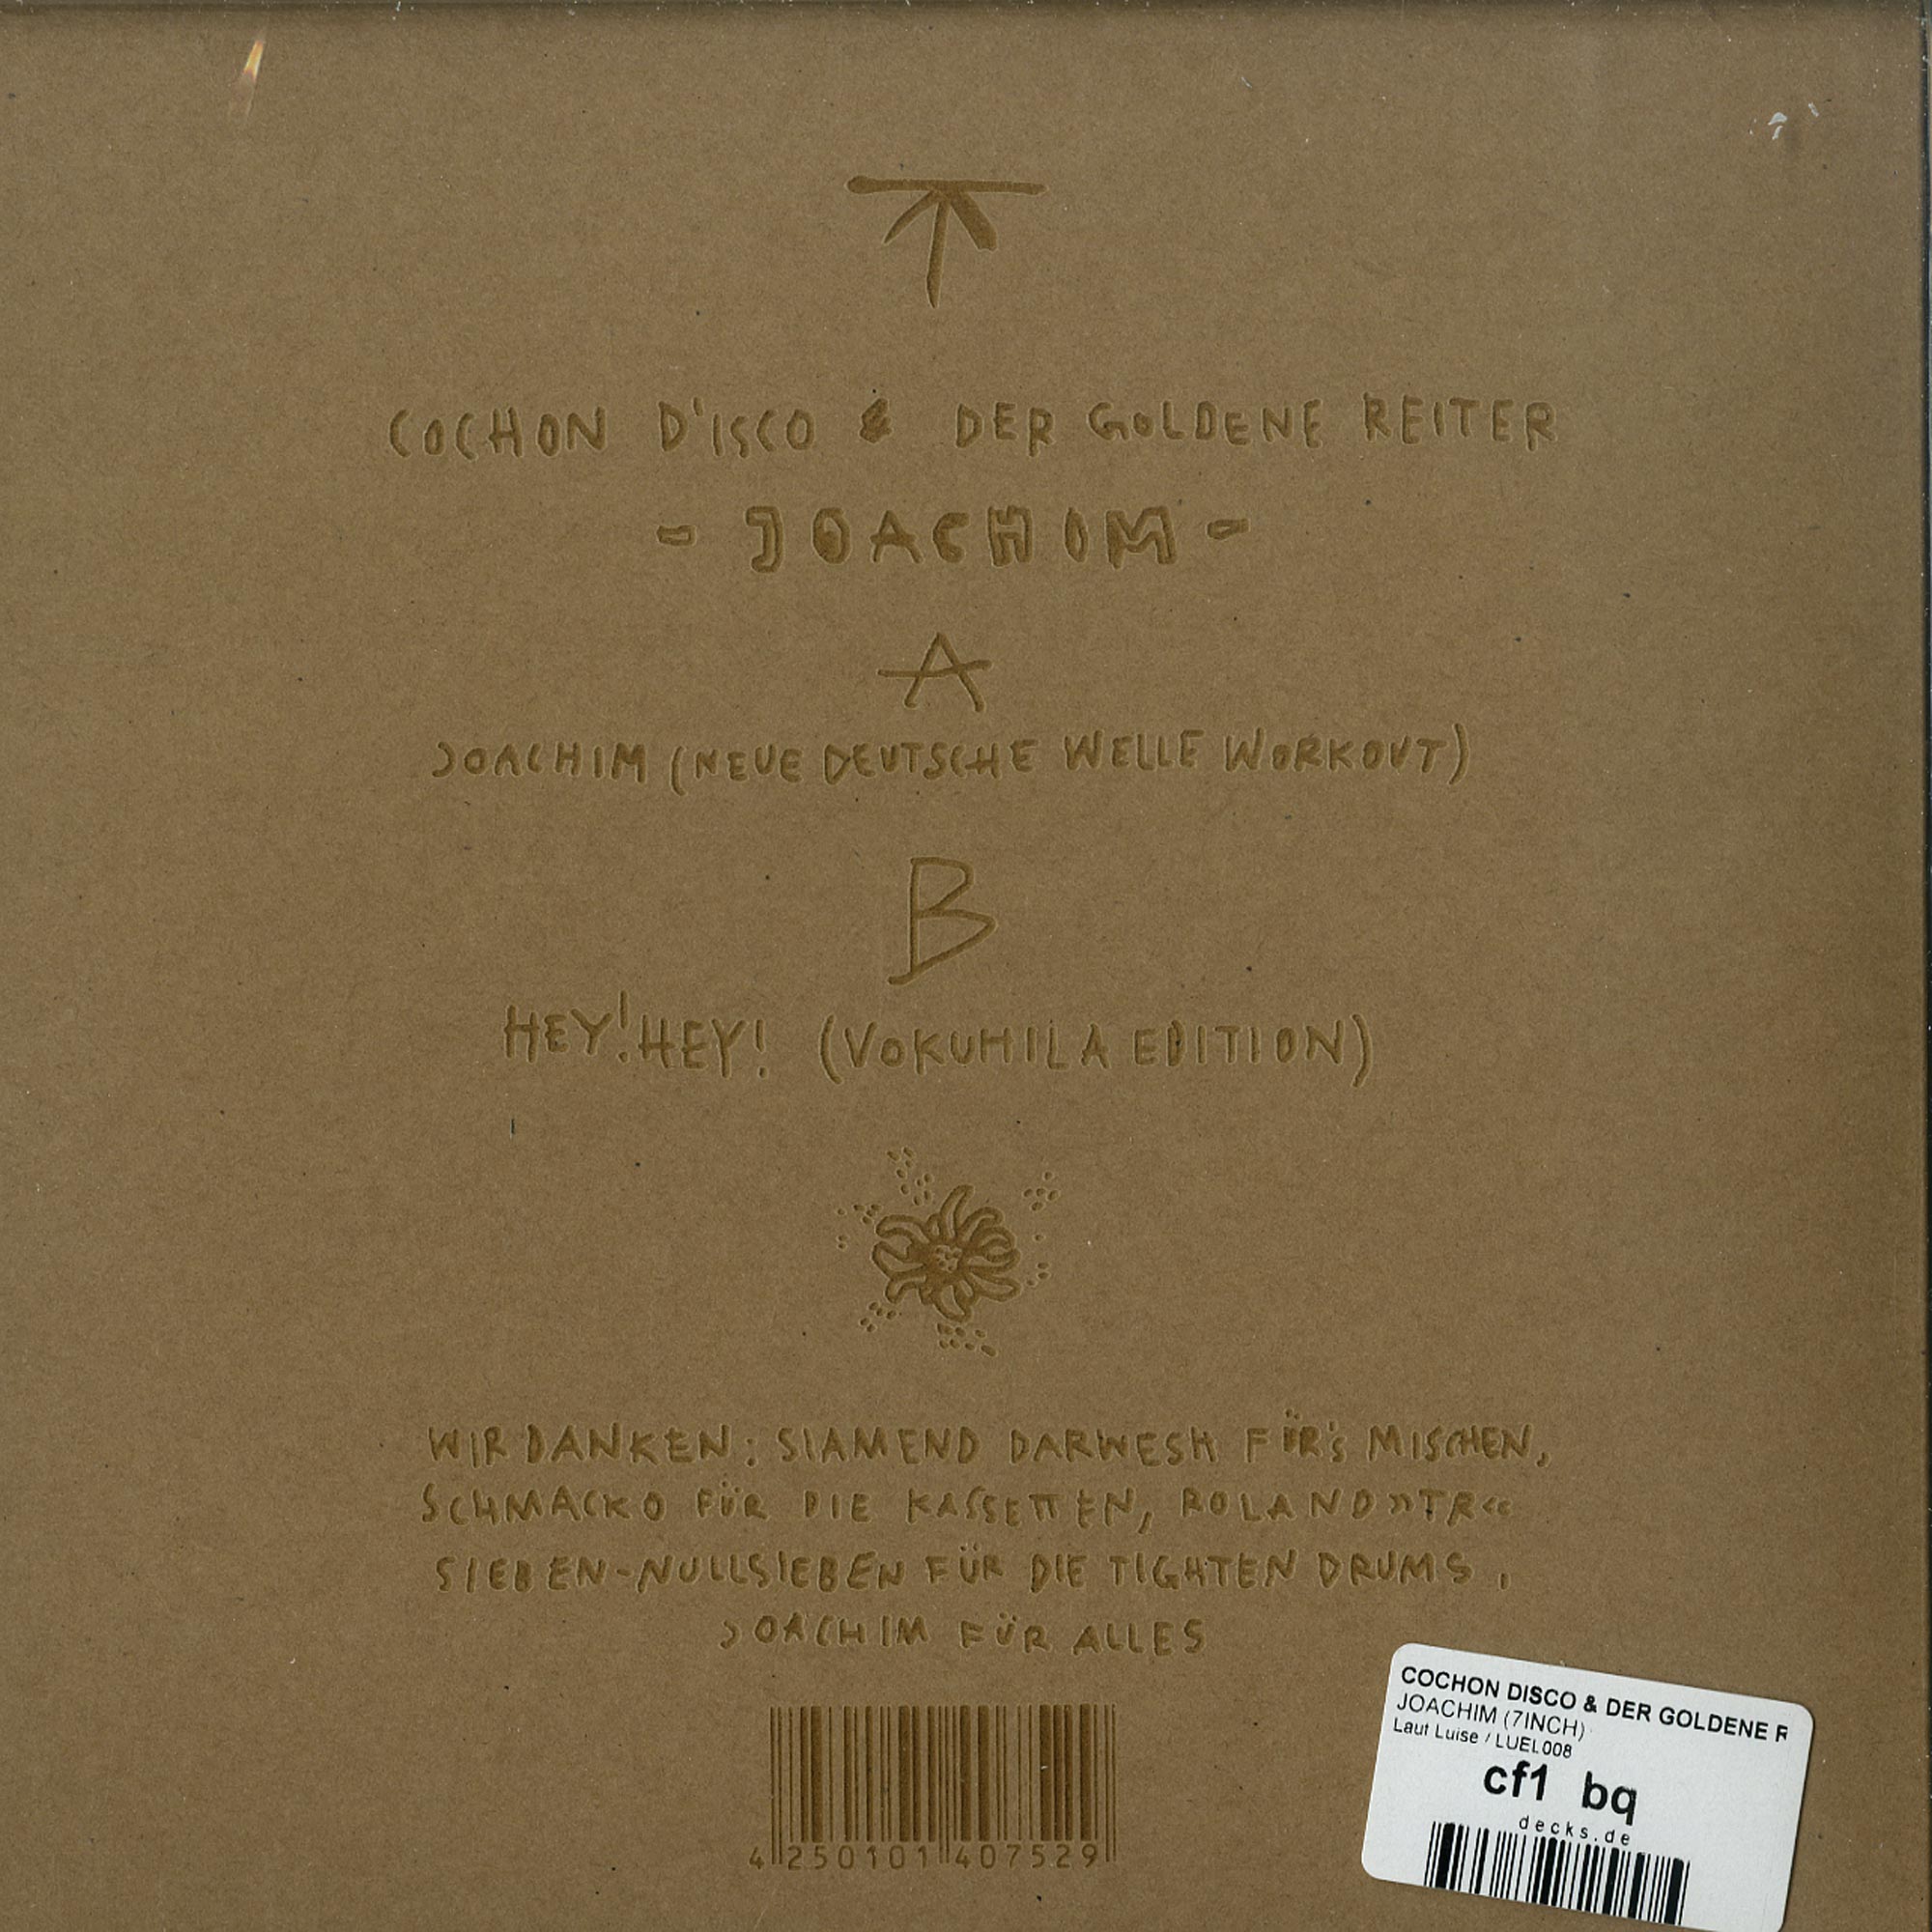 COCHON D'ISCO & DER GOLDENE REITER
- JOACHIM -
A
JOACHIM (NEUE DEUTSCHE WELLE WORKOUT)
B
HEY! HEY! (VOKUHILA EDITION)
WIR DANKEN: SIAMEND DARWESH FÜR'S MISCHEN,
SCHMACKO FÜR DIE KASSETTEN, ROLAND »TR«
SIEBEN-NULLSIEBEN FÜR DIE TIGHTEN DRUMS,
JOACHIM FÜR ALLES
4 250101 407529
COCHON DISCO & DER GOLDENE R
JOACHIM (7INCH)
Laut Luise / LUEL008
cf1 bq
decks.de